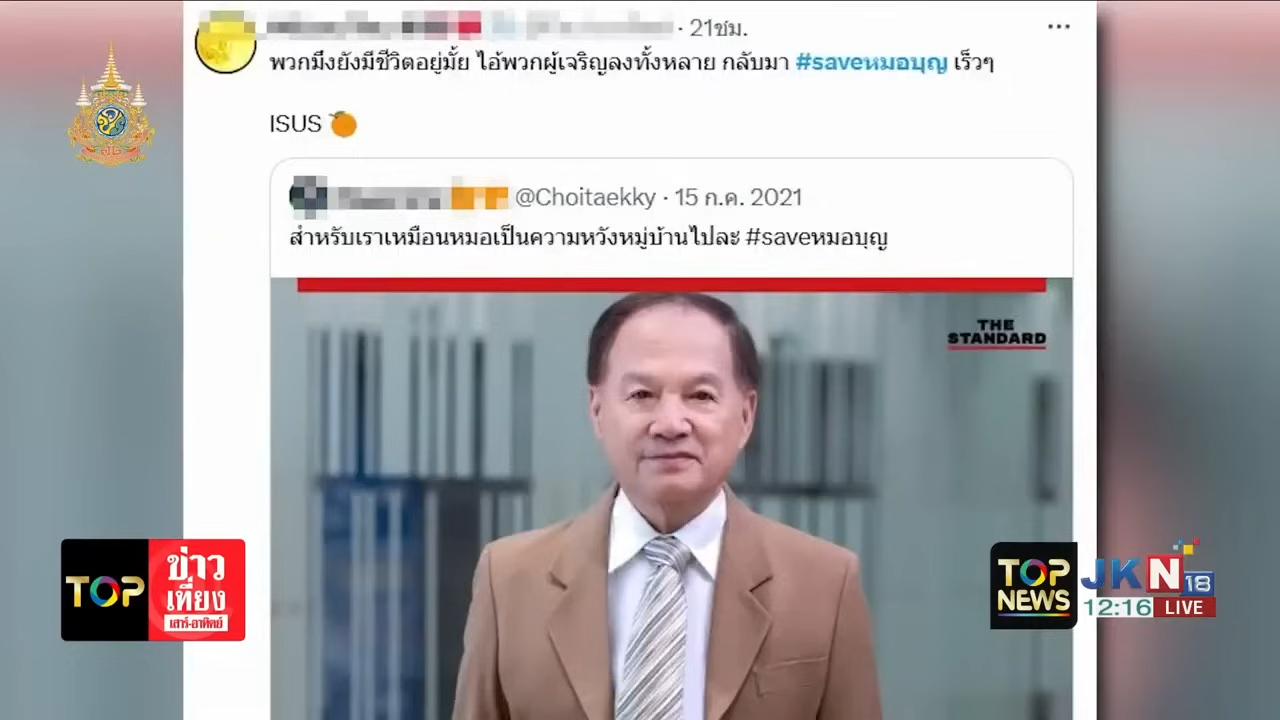 · 21ชม.
พวกมึงยังมีชีวิตอยู่มั้ย ไอ้พวกผู้เจริญลงทั้งหลาย กลับมา #saveหมอบุญ เร็วๆ
ISUS
@Choitaekky · 15 ก.ค. 2021
สำหรับเราเหมือนหมอเป็นความหวังหมู่บ้านไปละ #saveหมอบุญ
THE
STANDARD
TOP
ข่าว
เที่ยง
เสาร์-อาทิตย์
TOP
NEWS
JKN18
12:16 LIVE